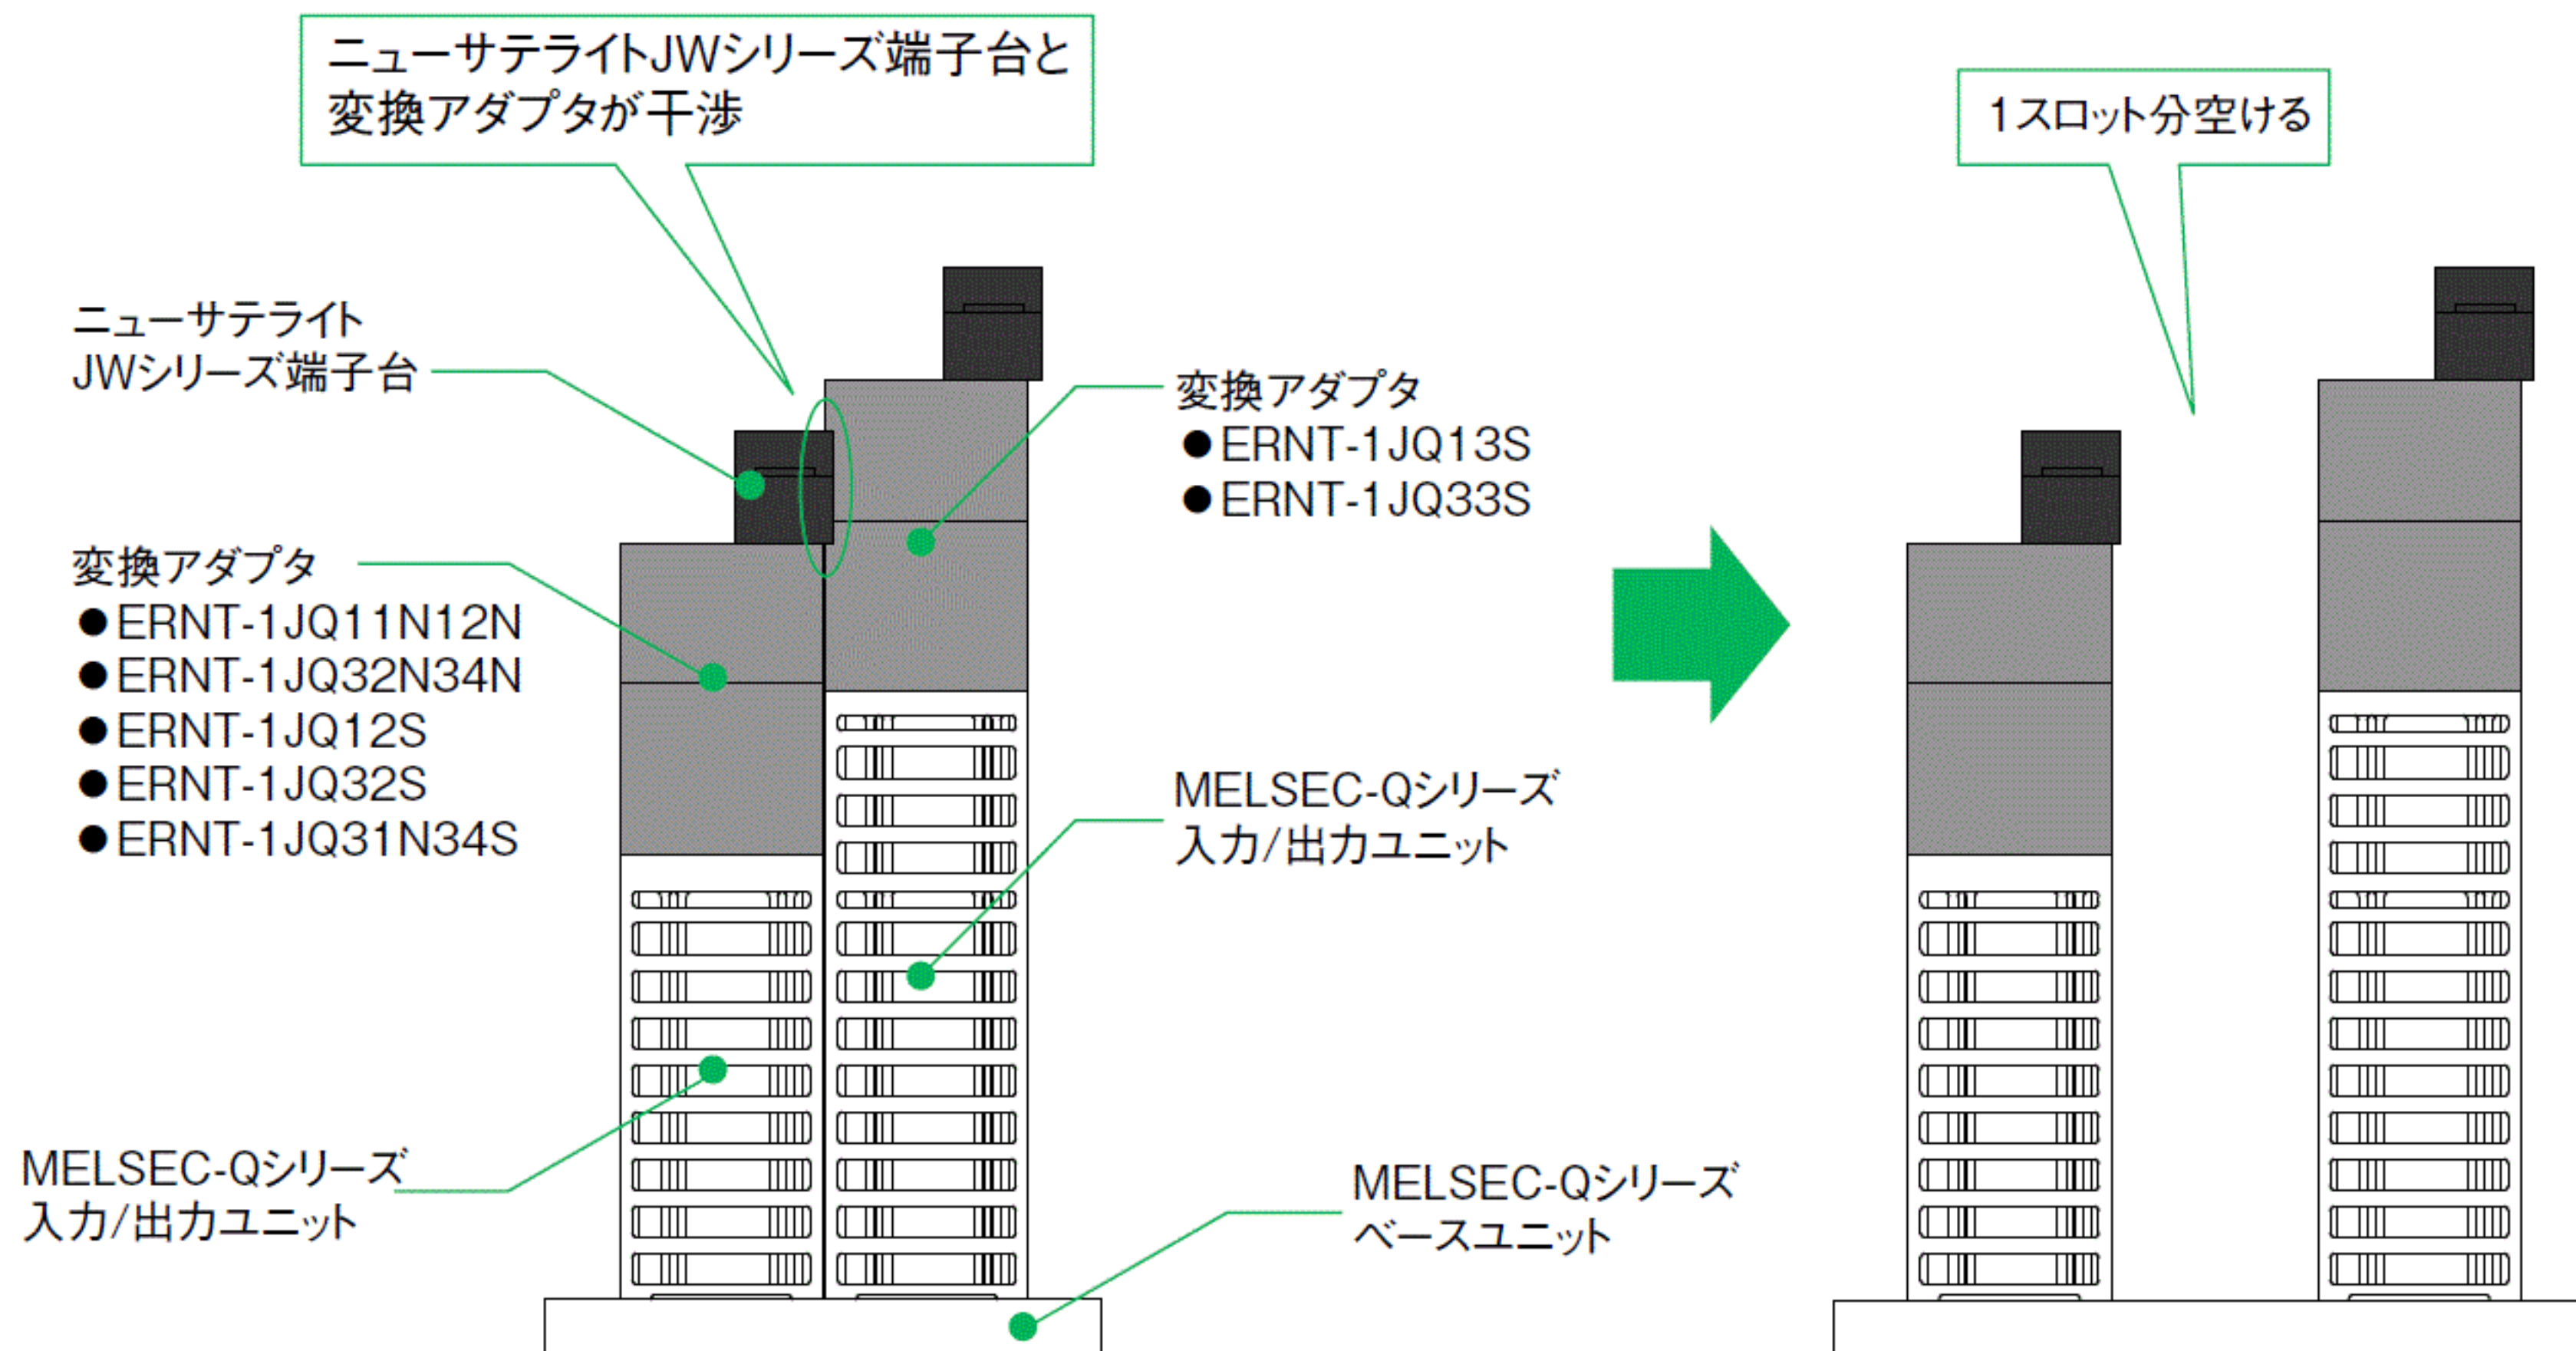 ニューサテライトJWシリーズ端子台と
変換アダプタが干渉
1スロット分空ける
ニューサテライト
JWシリーズ端子台
変換アダプタ
●ERNT-1JQ13S
●ERNT-1JQ33S
変換アダプタ
●ERNT-1JQ11N12N
●ERNT-1JQ32N34N
●ERNT-1JQ12S
●ERNT-1JQ32S
●ERNT-1JQ31N34S
MELSEC-Qシリーズ
入力/出力ユニット
MELSEC-Qシリーズ
入力/出力ユニット
MELSEC-Qシリーズ
ベースユニット